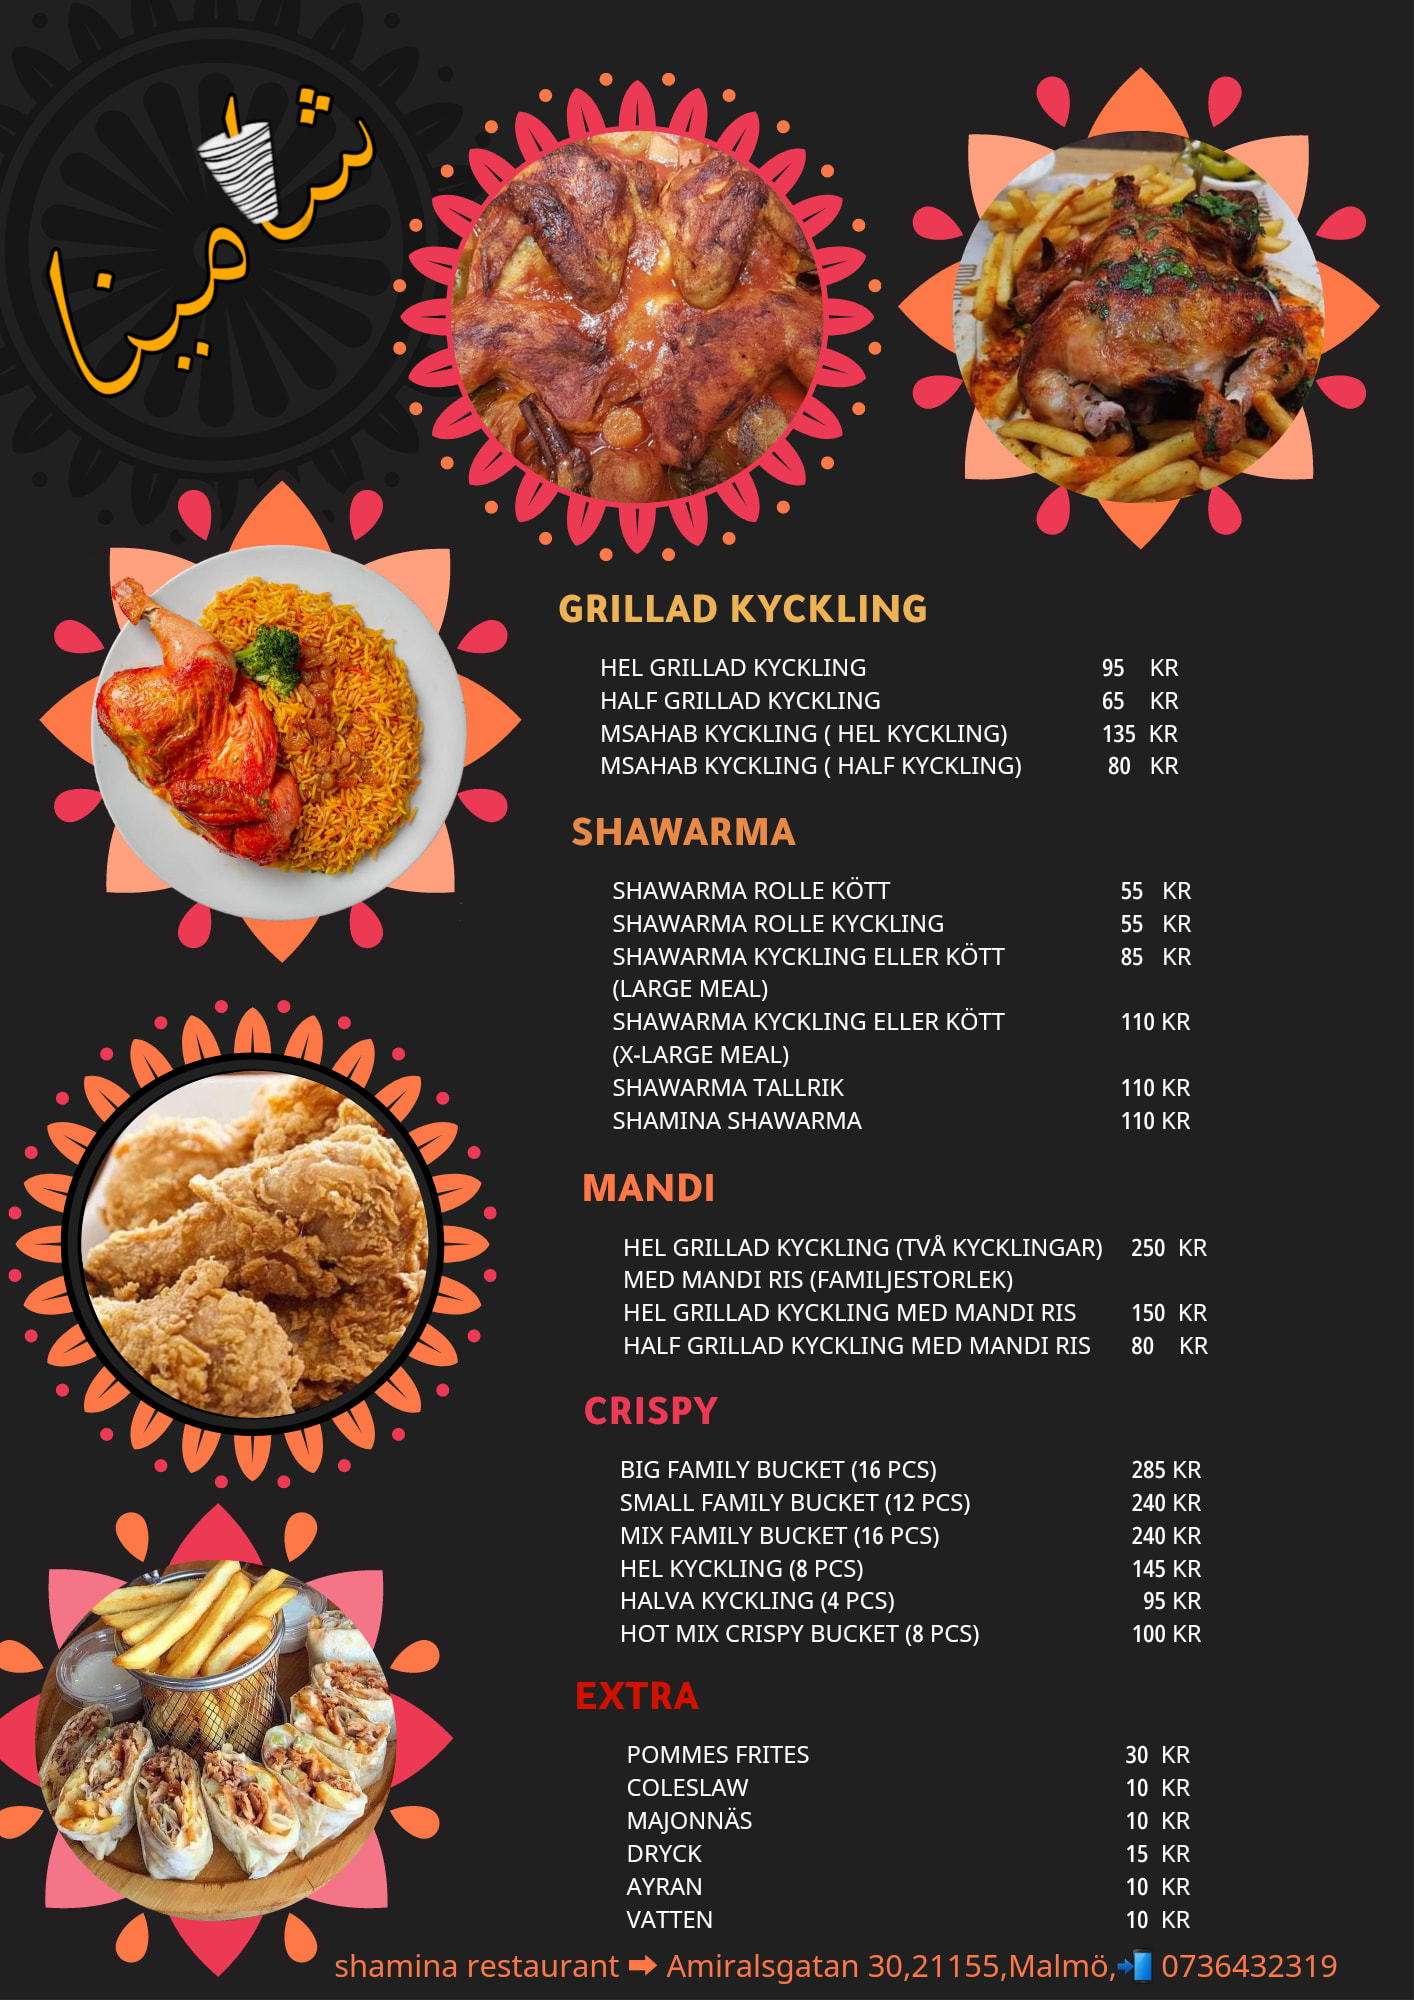 شامينا
GRILLAD KYCKLING
HEL GRILLAD KYCKLING 95 KR
HALF GRILLAD KYCKLING 65 KR
MSAHAB KYCKLING ( HEL KYCKLING) 135 KR
MSAHAB KYCKLING ( HALF KYCKLING) 80 KR
SHAWARMA
SHAWARMA ROLLE KÖTT 55 KR
SHAWARMA ROLLE KYCKLING 55 KR
SHAWARMA KYCKLING ELLER KÖTT 85 KR
(LARGE MEAL)
SHAWARMA KYCKLING ELLER KÖTT 110 KR
(X-LARGE MEAL)
SHAWARMA TALLRIK 110 KR
SHAMINA SHAWARMA 110 KR
MANDI
HEL GRILLAD KYCKLING (TVÅ KYCKLINGAR) 250 KR
MED MANDI RIS (FAMILJESTORLEK)
HEL GRILLAD KYCKLING MED MANDI RIS 150 KR
HALF GRILLAD KYCKLING MED MANDI RIS 80 KR
CRISPY
BIG FAMILY BUCKET (16 PCS) 285 KR
SMALL FAMILY BUCKET (12 PCS) 240 KR
MIX FAMILY BUCKET (16 PCS) 240 KR
HEL KYCKLING (8 PCS) 145 KR
HALVA KYCKLING (4 PCS) 95 KR
HOT MIX CRISPY BUCKET (8 PCS) 100 KR
EXTRA
POMMES FRITES 30 KR
COLESLAW 10 KR
MAJONNÄS 10 KR
DRYCK 15 KR
AYRAN 10 KR
VATTEN 10 KR
shamina restaurant ➡ Amiralsgatan 30,21155,Malmö,📲 0736432319